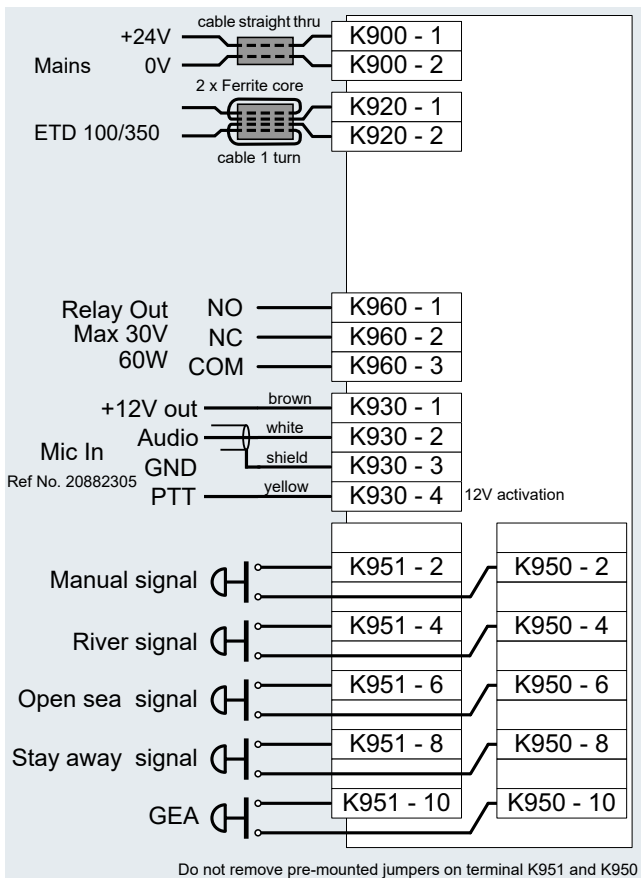 cable straight thru
+24V K900 - 1
Mains 0V K900 - 2
2 x Ferrite core
K920 - 1
ETD 100/350 K920 - 2
cable 1 turn
Relay Out NO K960 - 1
Max 30V NC K960 - 2
60W COM K960 - 3
+12V out brown K930 - 1
Audio white K930 - 2
Mic In GND shield K930 - 3
Ref No. 20882305
PTT yellow K930 - 4 12V activation
Manual signal K951 - 2 K950 - 2
River signal K951 - 4 K950 - 4
Open sea signal K951 - 6 K950 - 6
Stay away signal K951 - 8 K950 - 8
GEA K951 - 10 K950 - 10
Do not remove pre-mounted jumpers on terminal K951 and K950